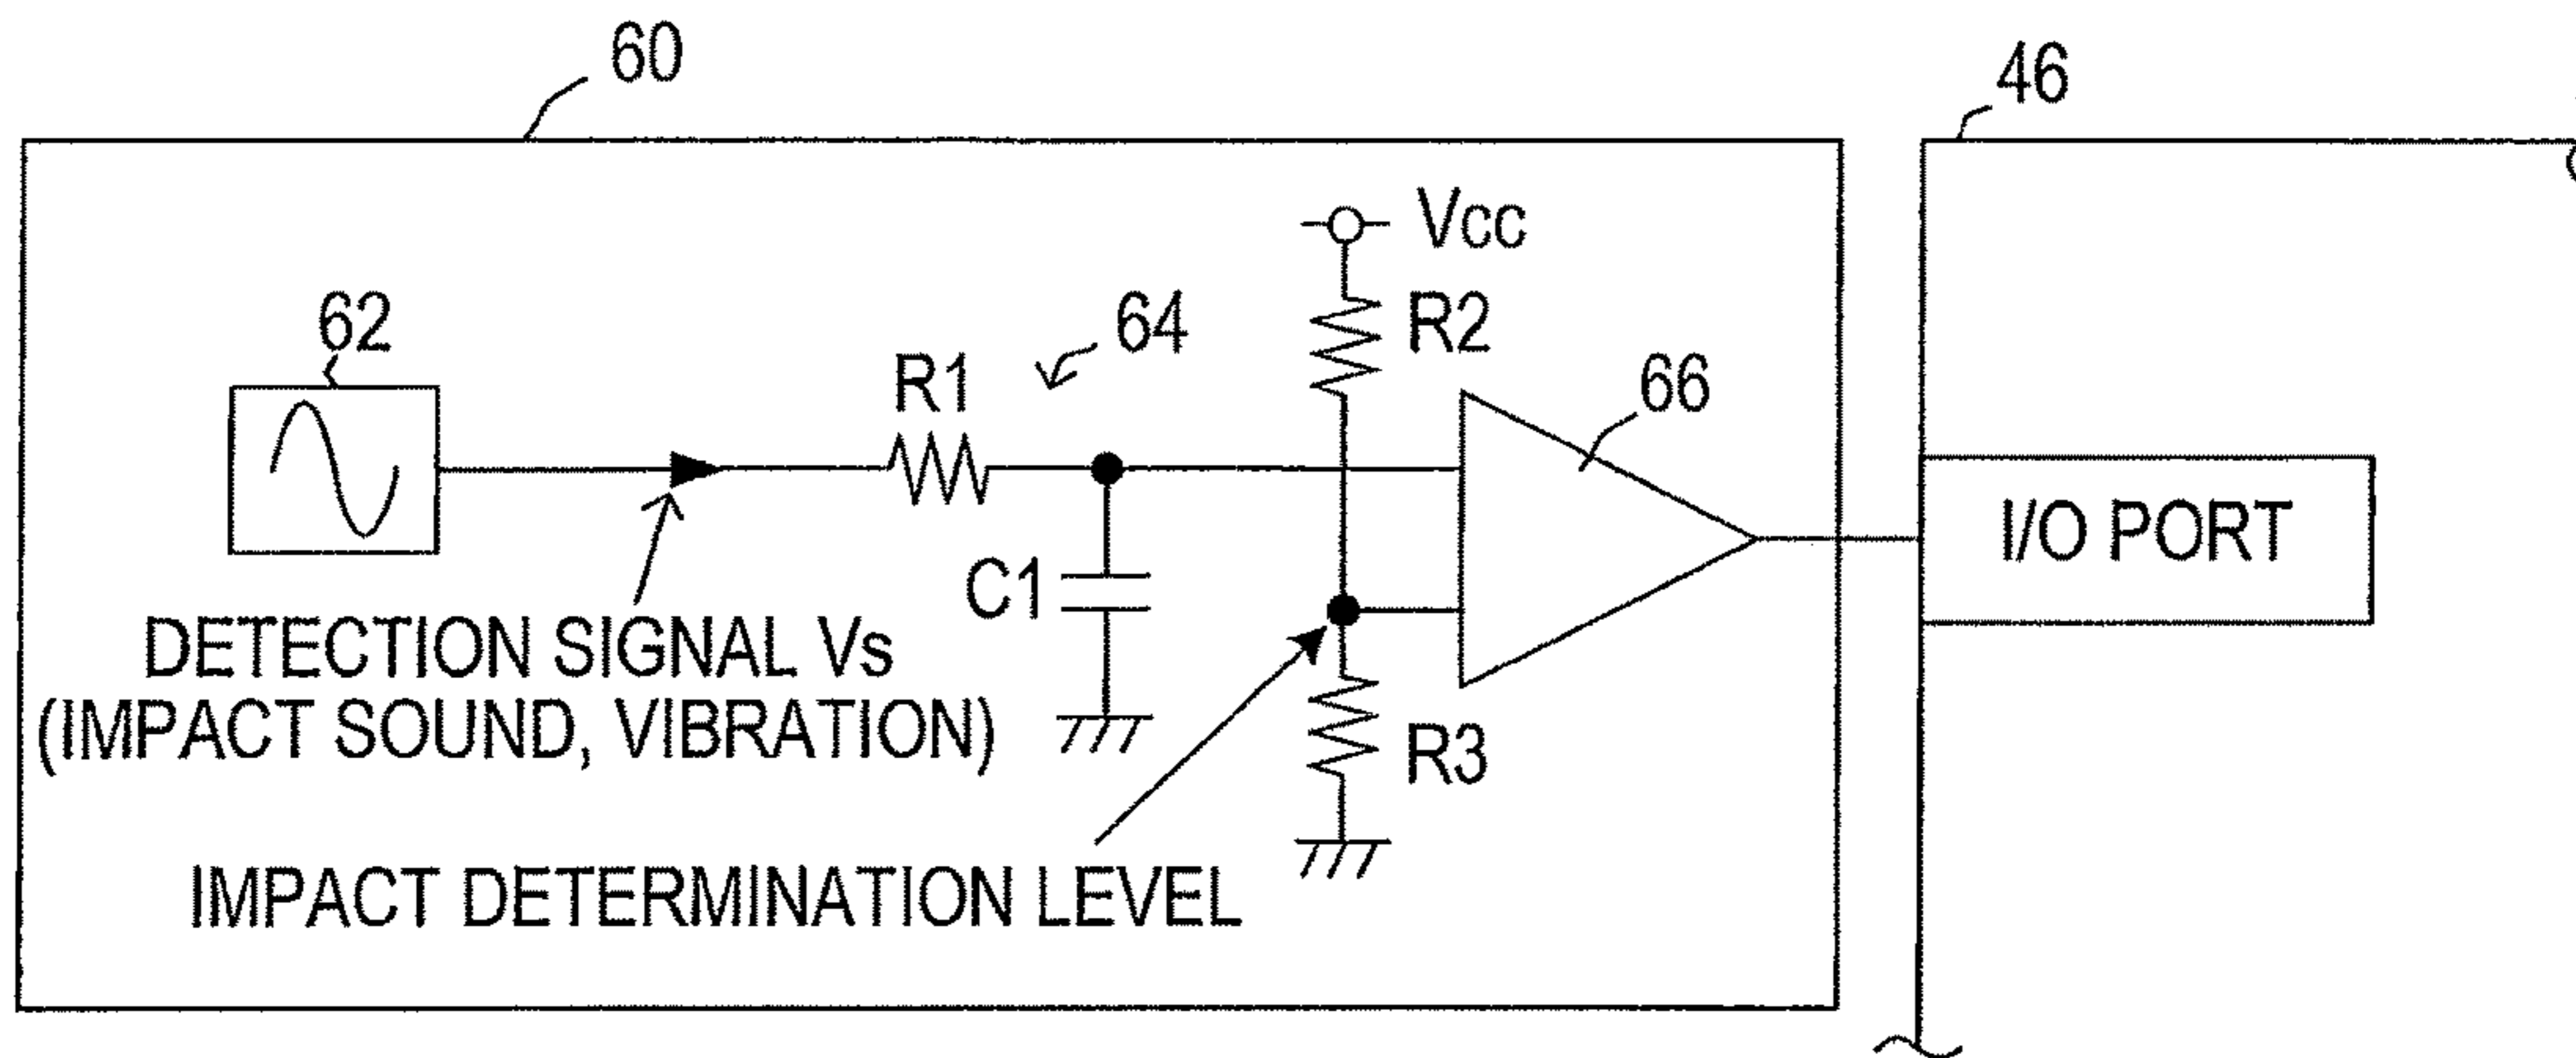 60
46
Vcc
62
64
R2
R1
66
I/O PORT
C1
DETECTION SIGNAL Vs
(IMPACT SOUND, VIBRATION)
R3
IMPACT DETERMINATION LEVEL